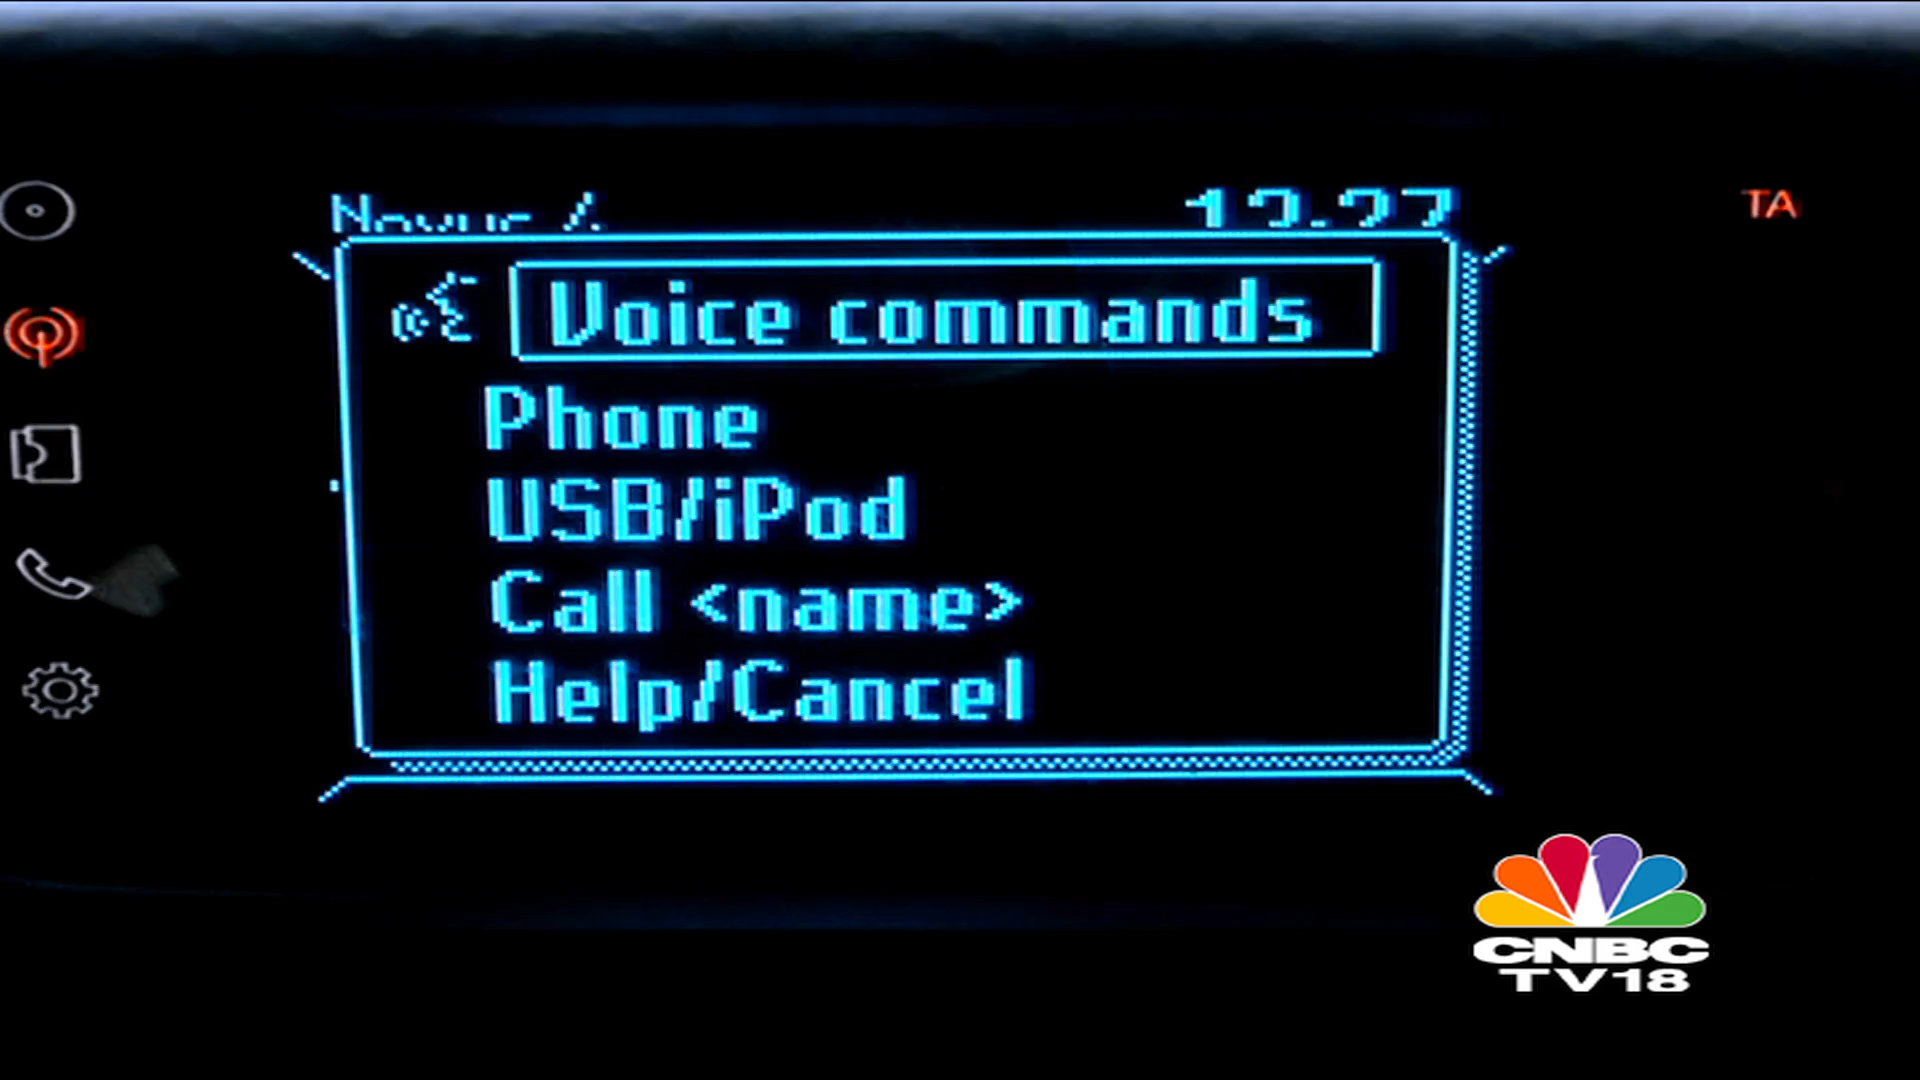 TA
Voice commands
Phone
USB/iPod
Call <name>
Help/Cancel
CNBC
TV18